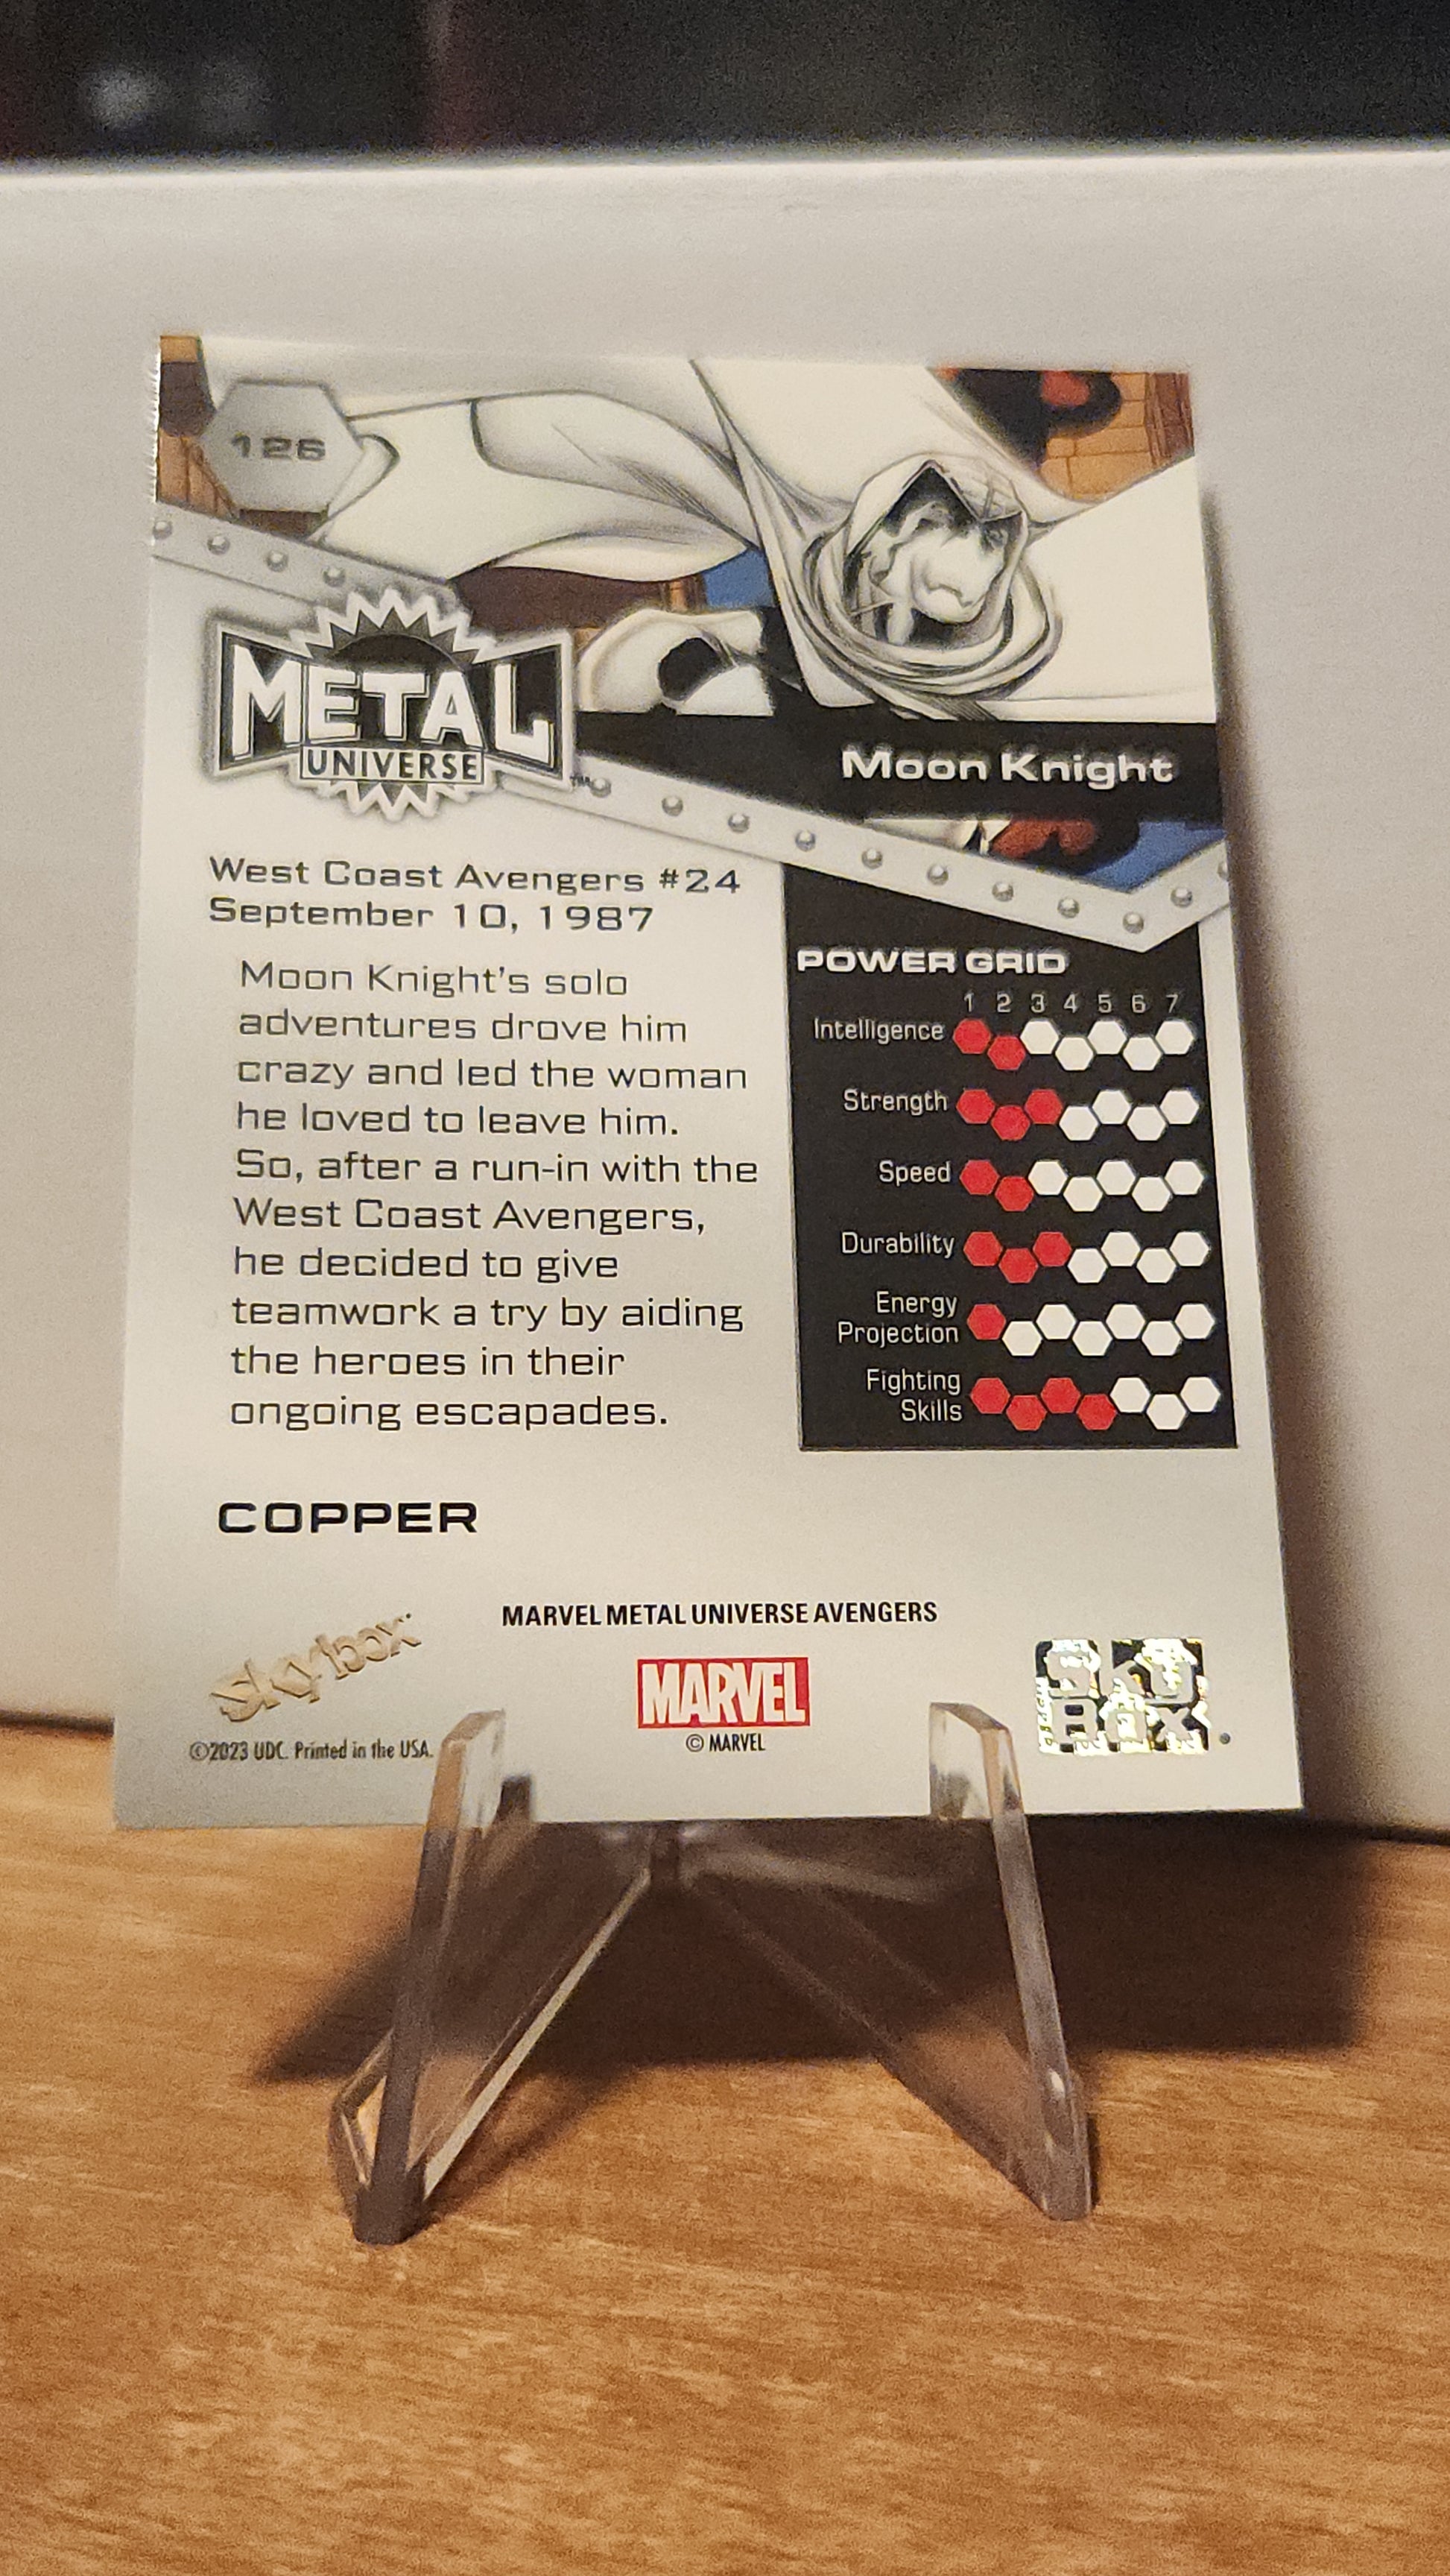 126
METAL
UNIVERSE
TM
Moon Knight
West Coast Avengers #24
September 10, 1987
Moon Knight's solo
adventures drove him
crazy and led the woman
he loved to leave him.
So, after a run-in with the
West Coast Avengers,
he decided to give
teamwork a try by aiding
the heroes in their
ongoing escapades.
POWER GRID
1 2 3 4 5 6 7
Intelligence
Strength
Speed
Durability
Energy
Projection
Fighting
Skills
COPPER
MARVEL METAL UNIVERSE AVENGERS
Skybox
MARVEL
© MARVEL
©2023 UDC. Printed in the USA.
Sky
Box